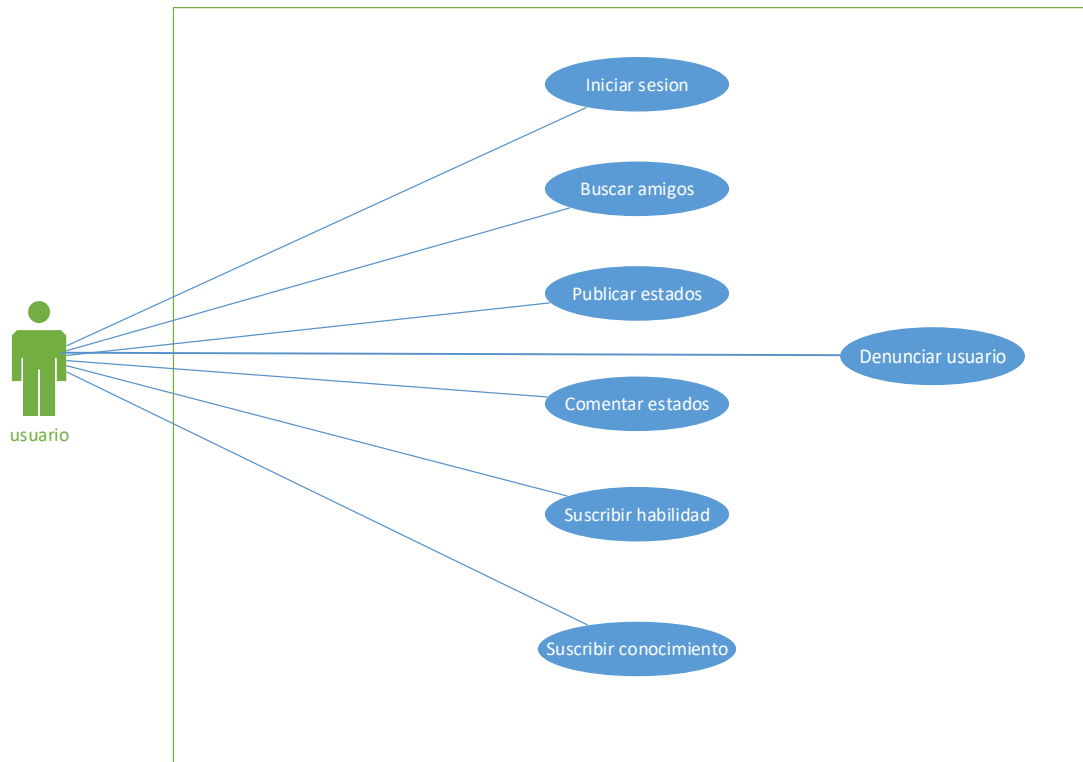 Iniciar sesion
Buscar amigos
Publicar estados
Denunciar usuario
Comentar estados
usuario
Suscribir habilidad
Suscribir conocimiento